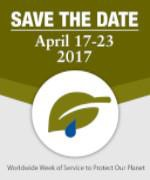 SAVE THE DATE
April 17-23
2017
Worldwide Week of Service to Protect Our Planet